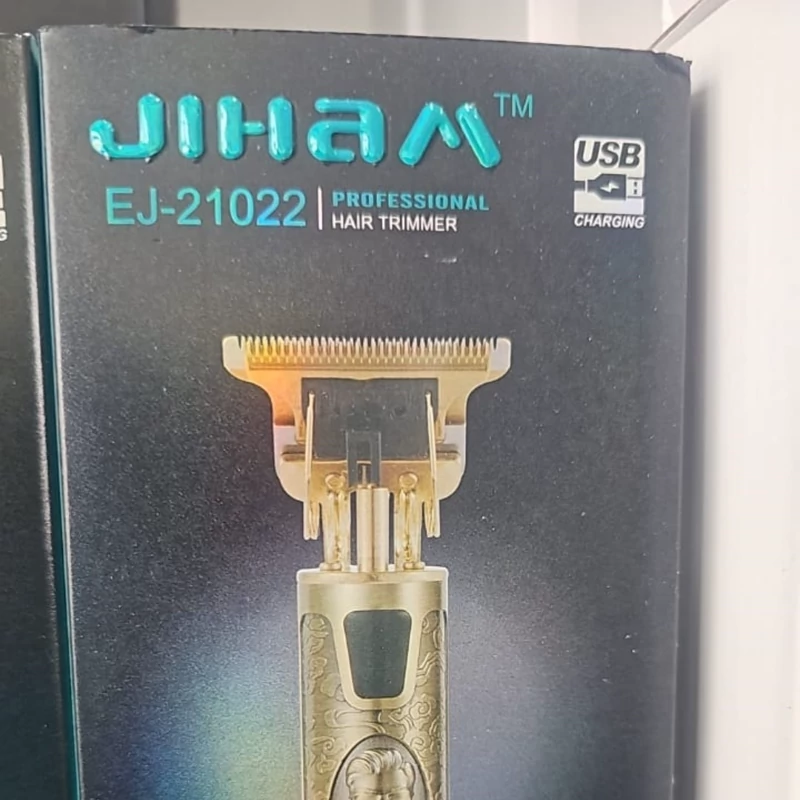 JIHAM™
EJ-21022
PROFESSIONAL
HAIR TRIMMER
USB
CHARGING